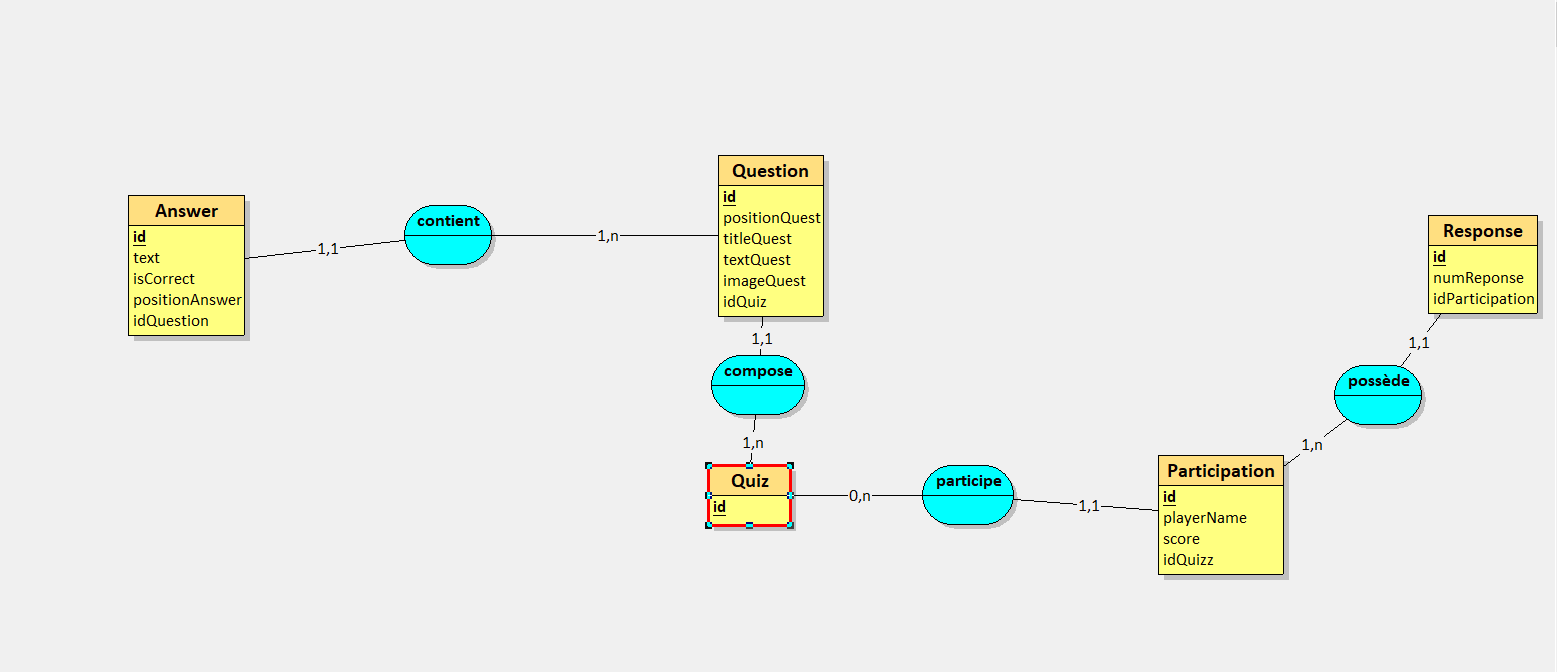 Answer
id
text
isCorrect
positionAnswer
idQuestion
1,1
contient
1,n
Question
id
positionQuest
titleQuest
textQuest
imageQuest
idQuiz
1,1
compose
1,n
Quiz
id
0,n
participe
1,1
Participation
id
playerName
score
idQuizz
1,n
possède
1,1
Response
id
numReponse
idParticipation